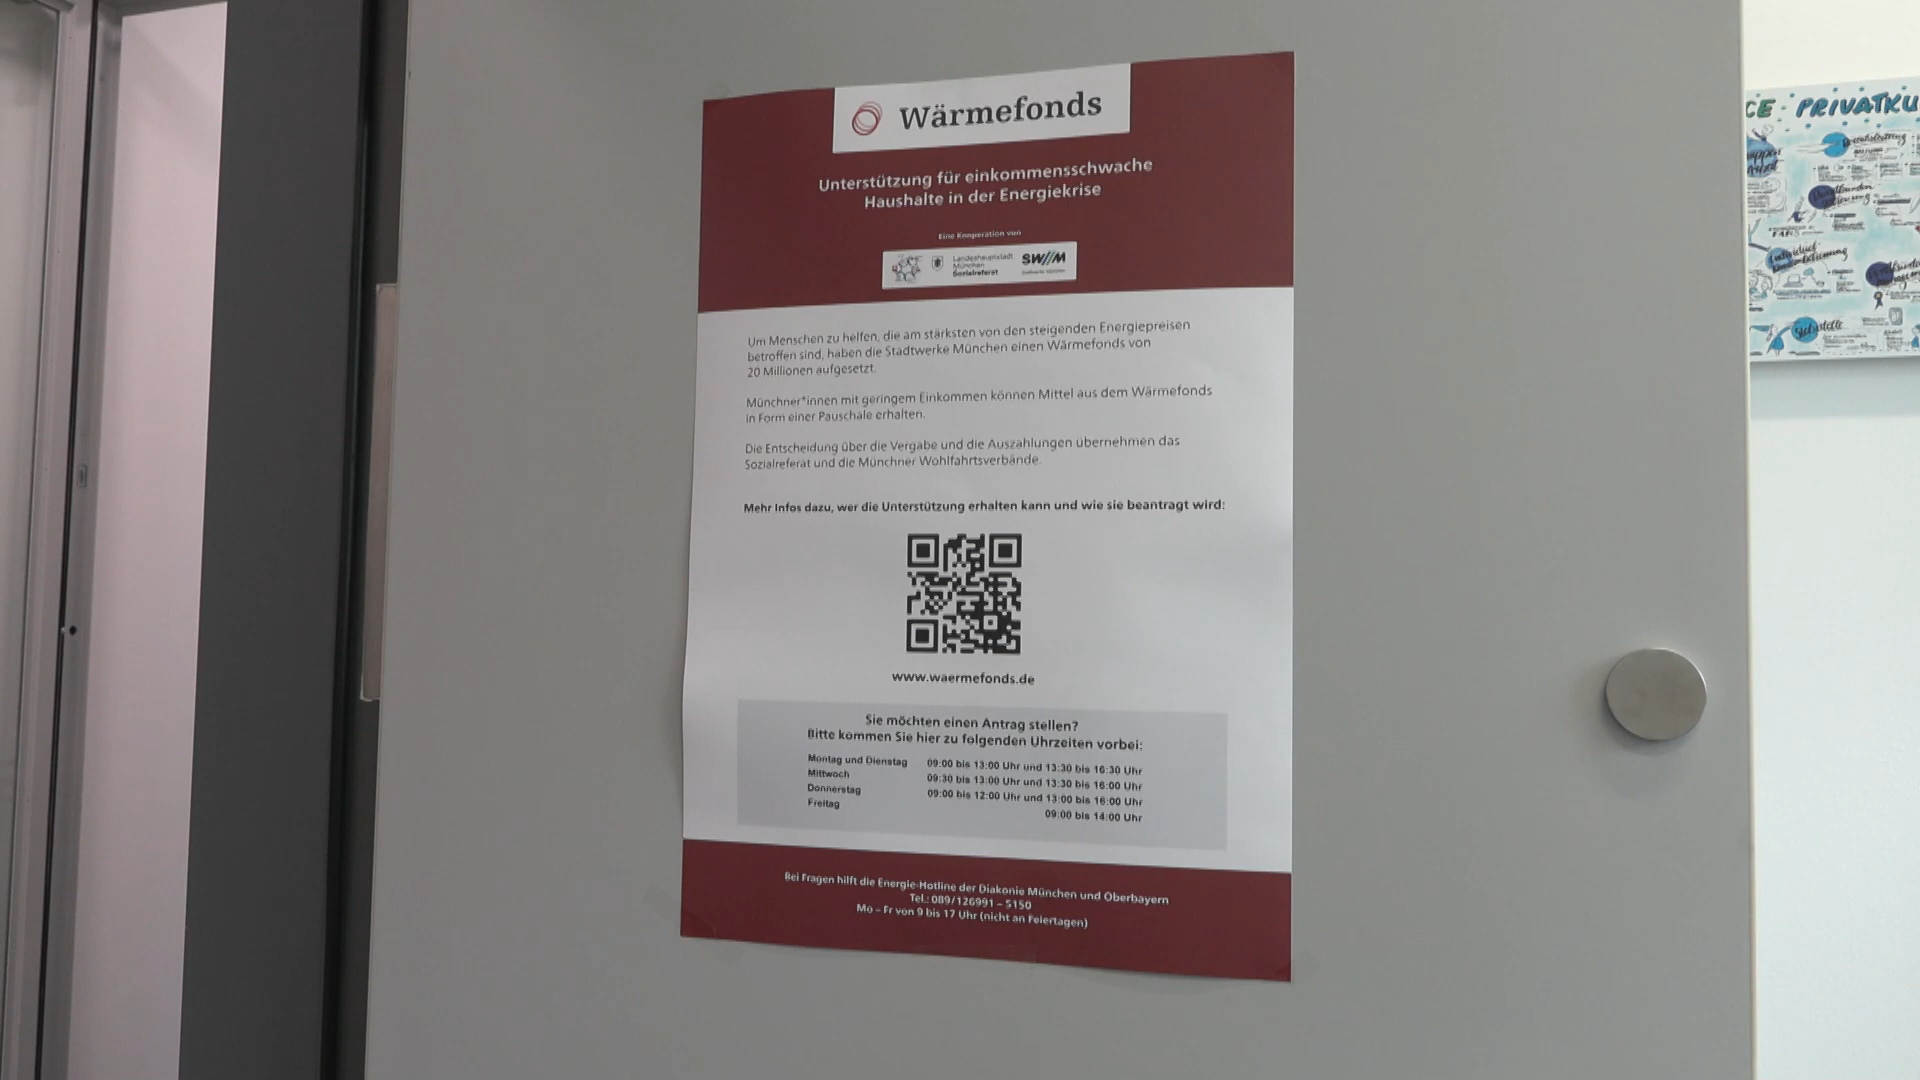 Wärmefonds
Unterstützung für einkommensschwache
Haushalte in der Energiekrise
Eine Kooperation von
Landeshauptstadt
München
Sozialreferat
SW//M
Um Menschen zu helfen, die am stärksten von den steigenden Energiepreisen
betroffen sind, haben die Stadtwerke München einen Wärmefonds von
20 Millionen aufgesetzt.
Münchner*innen mit geringem Einkommen können Mittel aus dem Wärmefonds
in Form einer Pauschale erhalten.
Die Entscheidung über die Vergabe und die Auszahlungen übernehmen das
Sozialreferat und die Münchner Wohlfahrtsverbände.
Mehr Infos dazu, wer die Unterstützung erhalten kann und wie sie beantragt wird:
www.waermefonds.de
Sie möchten einen Antrag stellen?
Bitte kommen Sie hier zu folgenden Uhrzeiten vorbei:
Montag und Dienstag 09:00 bis 13:00 Uhr und 13:30 bis 16:30 Uhr
Mittwoch 09:30 bis 13:00 Uhr und 13:30 bis 16:00 Uhr
Donnerstag 09:00 bis 12:00 Uhr und 13:00 bis 16:00 Uhr
Freitag 09:00 bis 14:00 Uhr
Bei Fragen hilft die Energie-Hotline der Diakonie München und Oberbayern
Tel.: 089/126991 – 5150
Mo – Fr von 9 bis 17 Uhr (nicht an Feiertagen)
CE PRIVATKU